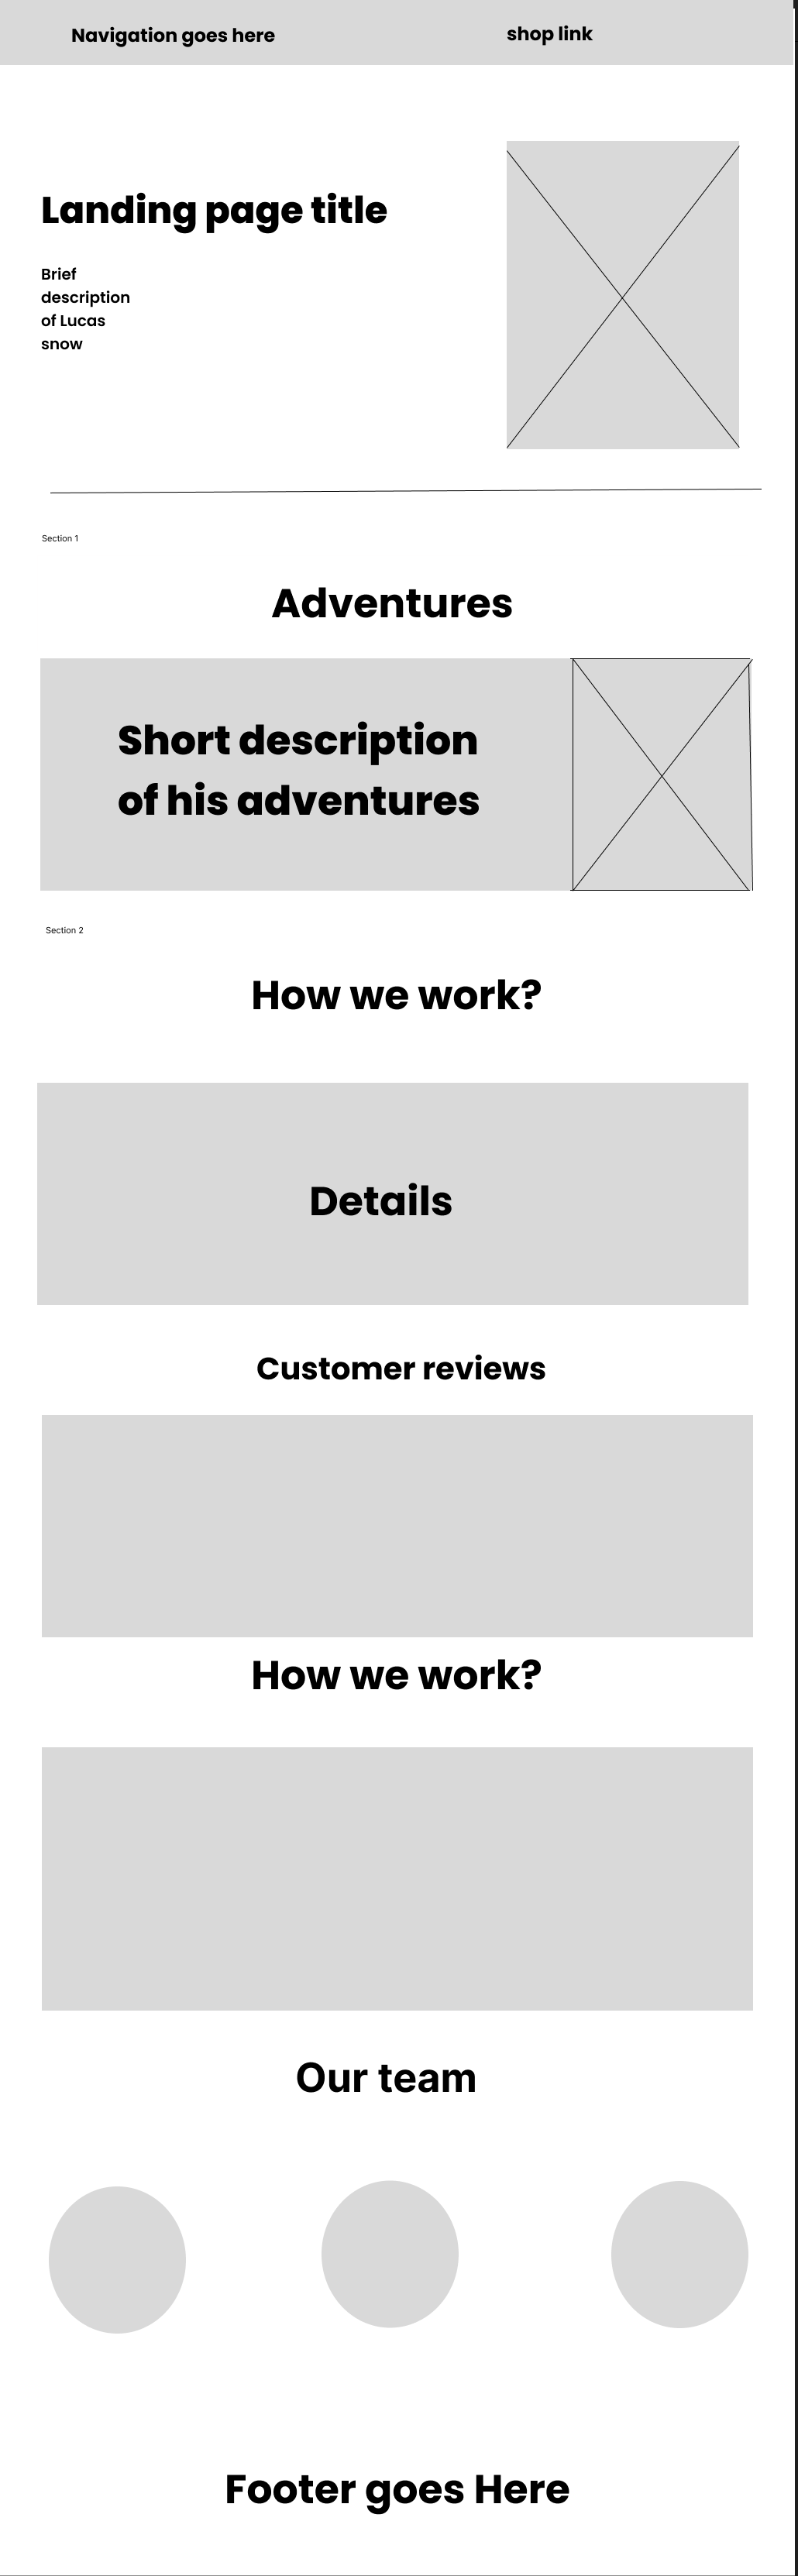 Navigation goes here
shop link
Landing page title
Brief
description
of Lucas
snow
Section 1
Adventures
Short description
of his adventures
Section 2
How we work?
Details
Customer reviews
How we work?
Our team
Footer goes Here